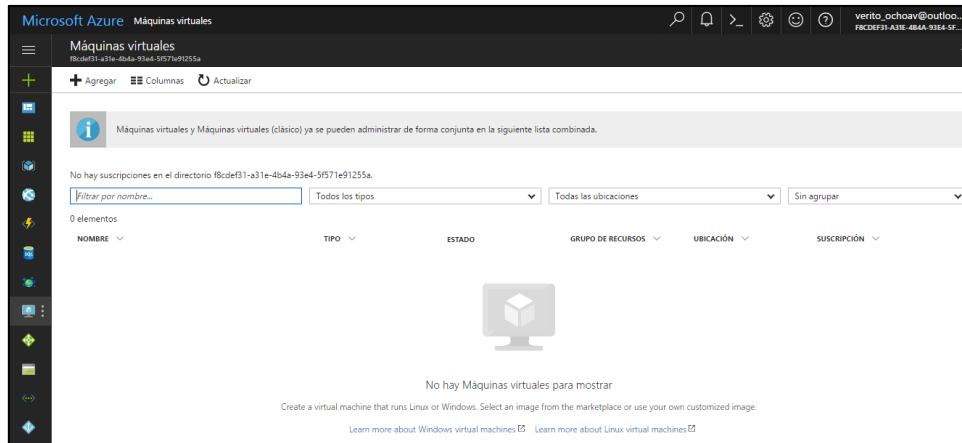 Microsoft Azure Máquinas virtuales
verito_ochoav@outloo...
F8CDEF31-A31E-4B4A-93E4-5F...
Máquinas virtuales
f8cdef31-a31e-4b4a-93e4-5f571e91255a
Agregar Columnas Actualizar
Máquinas virtuales y Máquinas virtuales (clásico) ya se pueden administrar de forma conjunta en la siguiente lista combinada.
No hay suscripciones en el directorio f8cdef31-a31e-4b4a-93e4-5f571e91255a.
Filtrar por nombre... Todos los tipos Todas las ubicaciones Sin agrupar
0 elementos
NOMBRE TIPO ESTADO GRUPO DE RECURSOS UBICACIÓN SUSCRIPCIÓN
No hay Máquinas virtuales para mostrar
Create a virtual machine that runs Linux or Windows. Select an image from the marketplace or use your own customized image.
Learn more about Windows virtual machines Learn more about Linux virtual machines